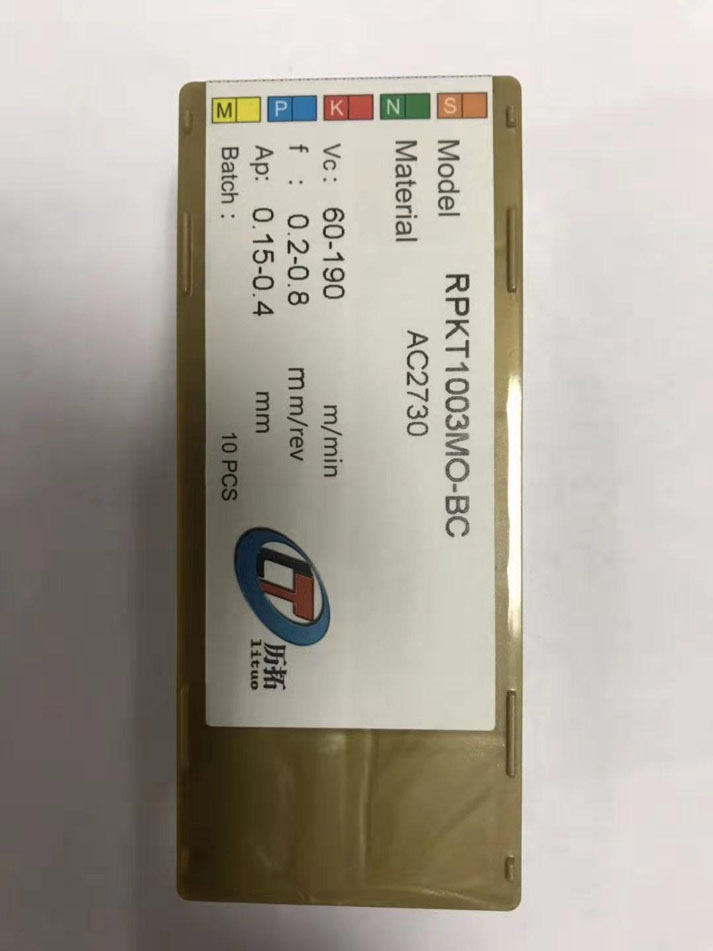 Model RPKT1003MO-BC
Material AC2730
Vc : 60-190 m/min
f : 0.2-0.8 mm/rev
Ap: 0.15-0.4 mm
Batch : 10 PCS
M P K N S
LT
历拓
lituo